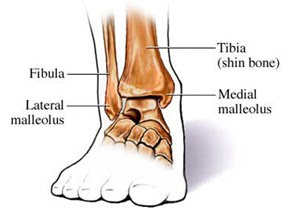 Tibia
(shin bone)
Fibula
Medial
malleolus
Lateral
malleolus